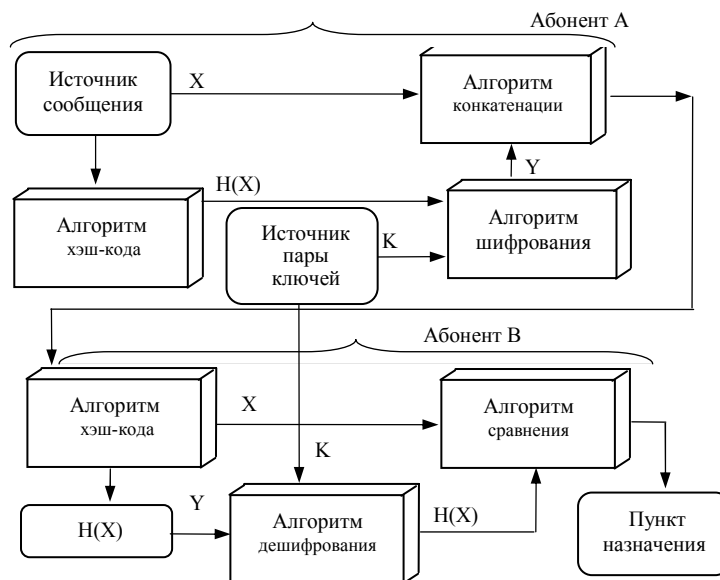 Абонент А
Источник
сообщения
X
Алгоритм
конкатенации
Y
H(X)
Алгоритм
хэш-кода
Источник
пары
ключей
K
Алгоритм
шифрования
Абонент В
Алгоритм
хэш-кода
X
Алгоритм
сравнения
K
H(X)
Y
Алгоритм
дешифрования
H(X)
Пункт
назначения